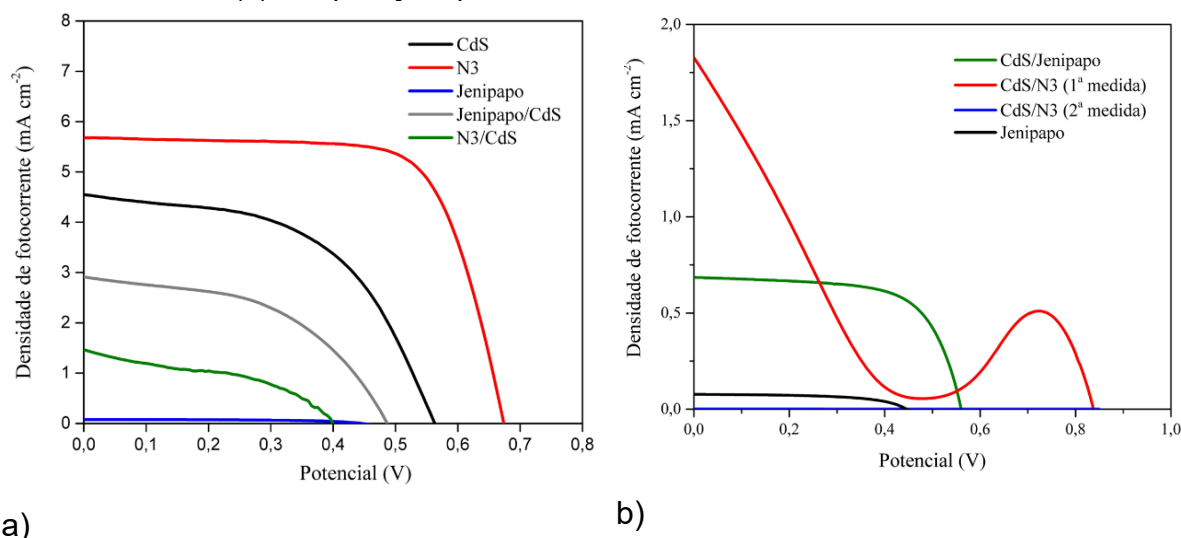 8
7
6
5
4
3
2
1
0
Densidade de fotocorrente (mA cm⁻²)
CdS
N3
Jenipapo
Jenipapo/CdS
N3/CdS
0,0 0,1 0,2 0,3 0,4 0,5 0,6 0,7 0,8
Potencial (V)
a)
2,0
1,5
1,0
0,5
0,0
Densidade de fotocorrente (mA cm⁻²)
CdS/Jenipapo
CdS/N3 (1ª medida)
CdS/N3 (2ª medida)
Jenipapo
0,0 0,2 0,4 0,6 0,8 1,0
Potencial (V)
b)